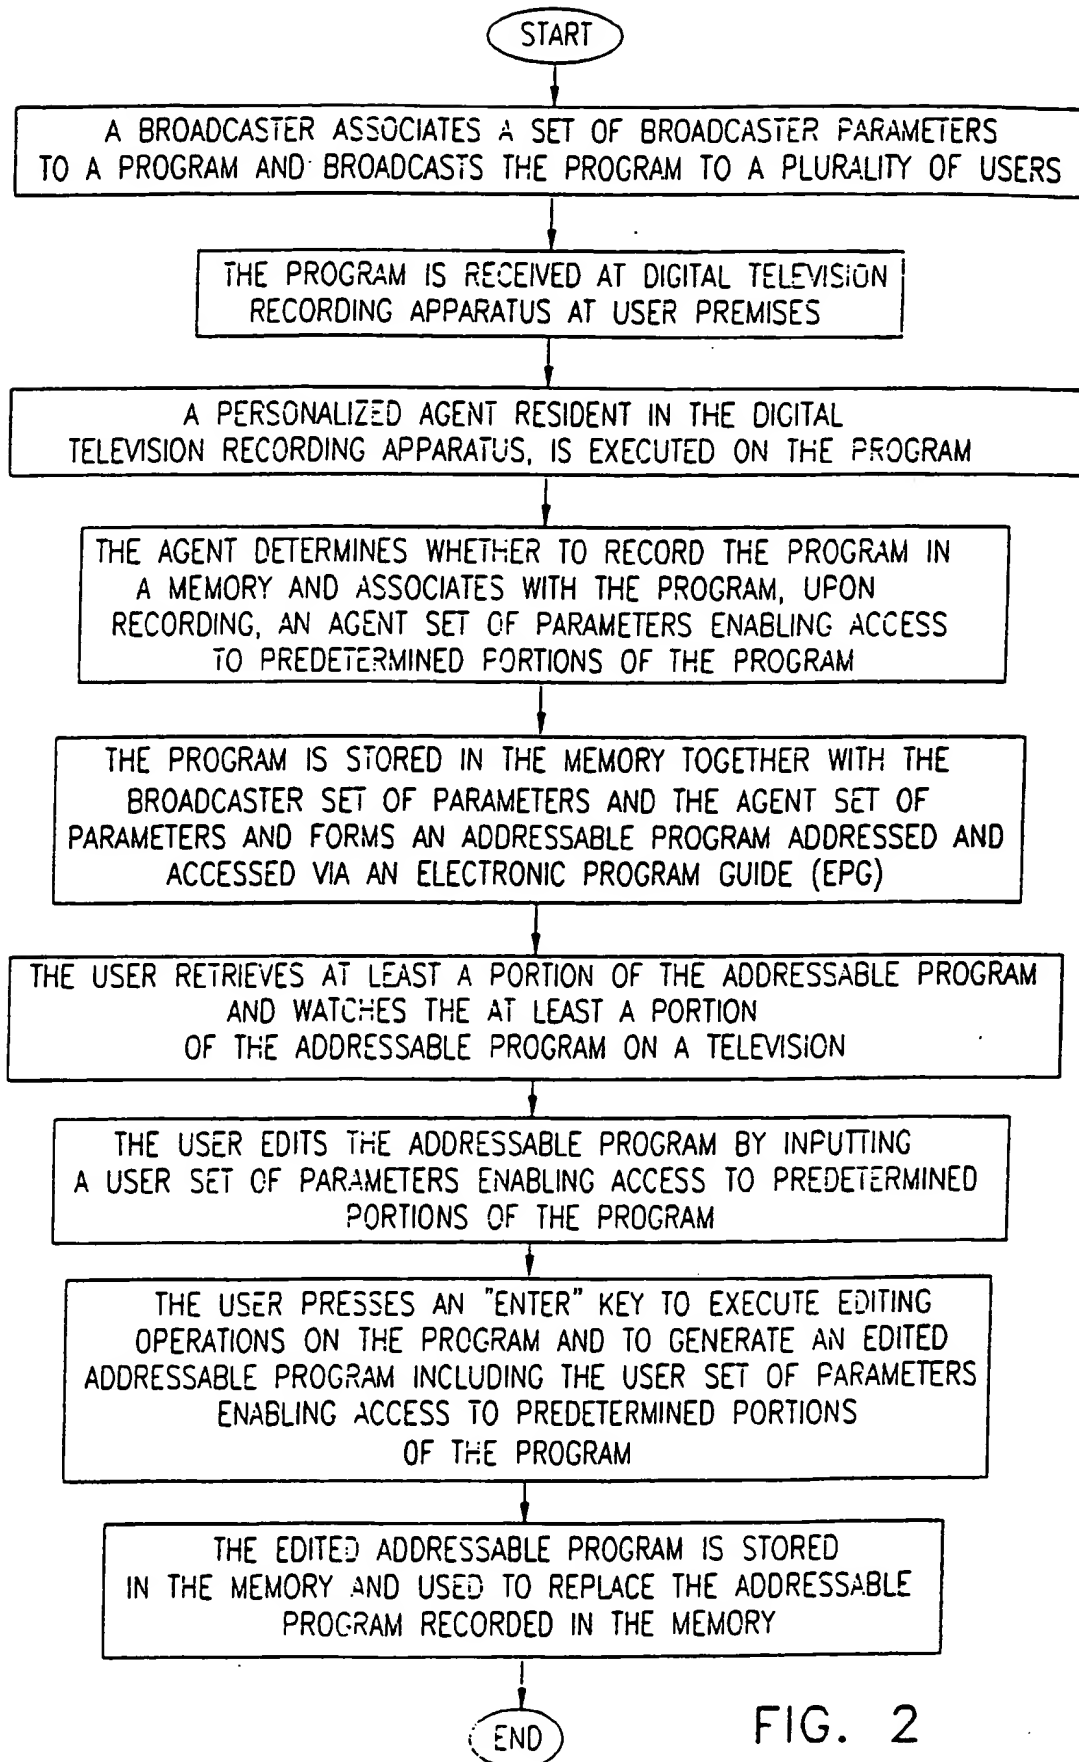 START
A BROADCASTER ASSOCIATES A SET OF BROADCASTER PARAMETERS
TO A PROGRAM AND BROADCASTS THE PROGRAM TO A PLURALITY OF USERS
THE PROGRAM IS RECEIVED AT DIGITAL TELEVISION
RECORDING APPARATUS AT USER PREMISES
A PERSONALIZED AGENT RESIDENT IN THE DIGITAL
TELEVISION RECORDING APPARATUS, IS EXECUTED ON THE PROGRAM
THE AGENT DETERMINES WHETHER TO RECORD THE PROGRAM IN
A MEMORY AND ASSOCIATES WITH THE PROGRAM, UPON
RECORDING, AN AGENT SET OF PARAMETERS ENABLING ACCESS
TO PREDETERMINED PORTIONS OF THE PROGRAM
THE PROGRAM IS STORED IN THE MEMORY TOGETHER WITH THE
BROADCASTER SET OF PARAMETERS AND THE AGENT SET OF
PARAMETERS AND FORMS AN ADDRESSABLE PROGRAM ADDRESSED AND
ACCESSED VIA AN ELECTRONIC PROGRAM GUIDE (EPG)
THE USER RETRIEVES AT LEAST A PORTION OF THE ADDRESSABLE PROGRAM
AND WATCHES THE AT LEAST A PORTION
OF THE ADDRESSABLE PROGRAM ON A TELEVISION
THE USER EDITS THE ADDRESSABLE PROGRAM BY INPUTTING
A USER SET OF PARAMETERS ENABLING ACCESS TO PREDETERMINED
PORTIONS OF THE PROGRAM
THE USER PRESSES AN "ENTER" KEY TO EXECUTE EDITING
OPERATIONS ON THE PROGRAM AND TO GENERATE AN EDITED
ADDRESSABLE PROGRAM INCLUDING THE USER SET OF PARAMETERS
ENABLING ACCESS TO PREDETERMINED PORTIONS
OF THE PROGRAM
THE EDITED ADDRESSABLE PROGRAM IS STORED
IN THE MEMORY AND USED TO REPLACE THE ADDRESSABLE
PROGRAM RECORDED IN THE MEMORY
END
FIG. 2